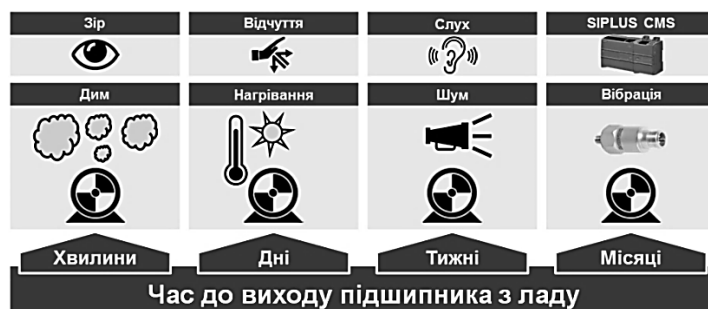 Зір
Відчуття
Слух
SIPLUS CMS
Дим
Нагрівання
Шум
Вібрація
Хвилини
Дні
Тижні
Місяці
Час до виходу підшипника з ладу